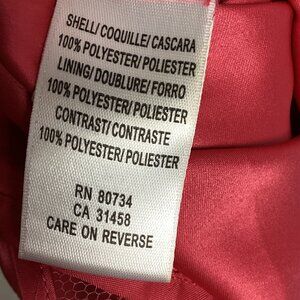 SHELL/ COQUILLE/ CASCARA
100% POLYESTER/ POLIESTER
LINING/ DOUBLURE/ FORRO
100% POLYESTER/ POLIESTER
CONTRAST/ CONTRASTE
100% POLYESTER/ POLIESTER
RN 80734
CA 31458
CARE ON REVERSE